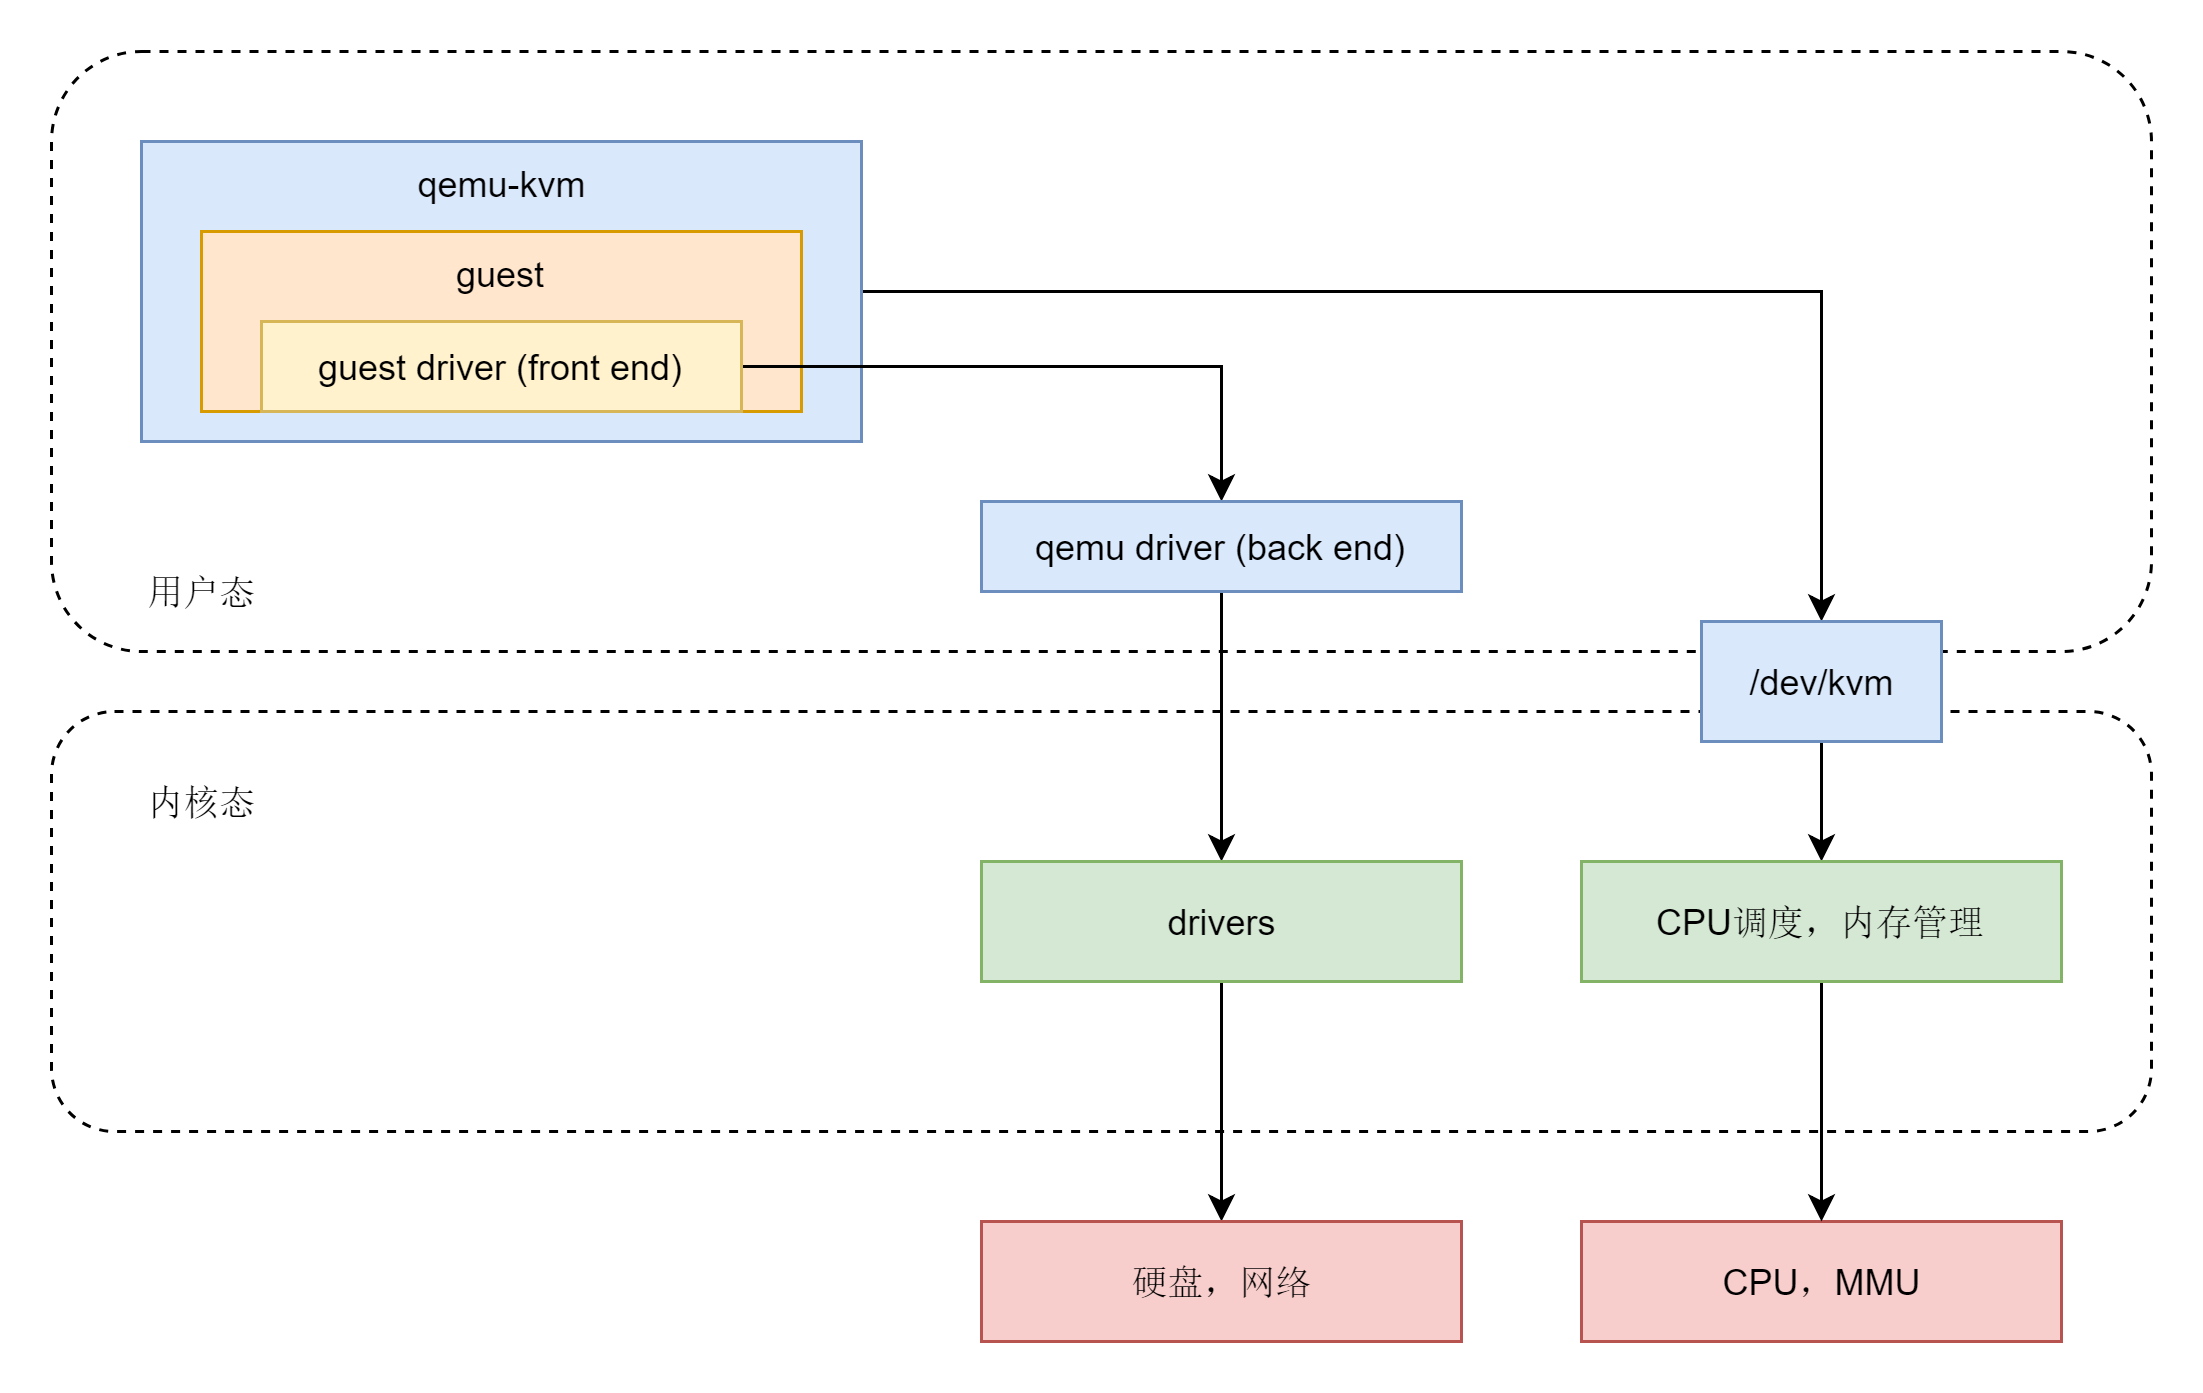 qemu-kvm
guest
guest driver (front end)
qemu driver (back end)
用户态
/dev/kvm
内核态
drivers
CPU调度，内存管理
硬盘，网络
CPU，MMU